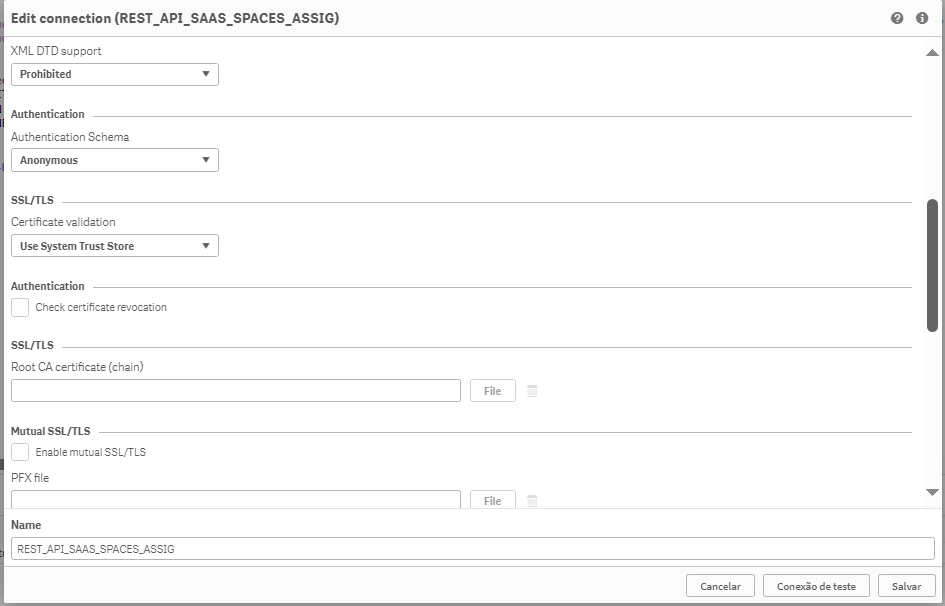 Edit connection (REST_API_SAAS_SPACES_ASSIG)
XML DTD support
Prohibited
Authentication
Authentication Schema
Anonymous
SSL/TLS
Certificate validation
Use System Trust Store
Authentication
Check certificate revocation
SSL/TLS
Root CA certificate (chain)
File
Mutual SSL/TLS
Enable mutual SSL/TLS
PFX file
File
Name
REST_API_SAAS_SPACES_ASSIG
Cancelar
Conexão de teste
Salvar